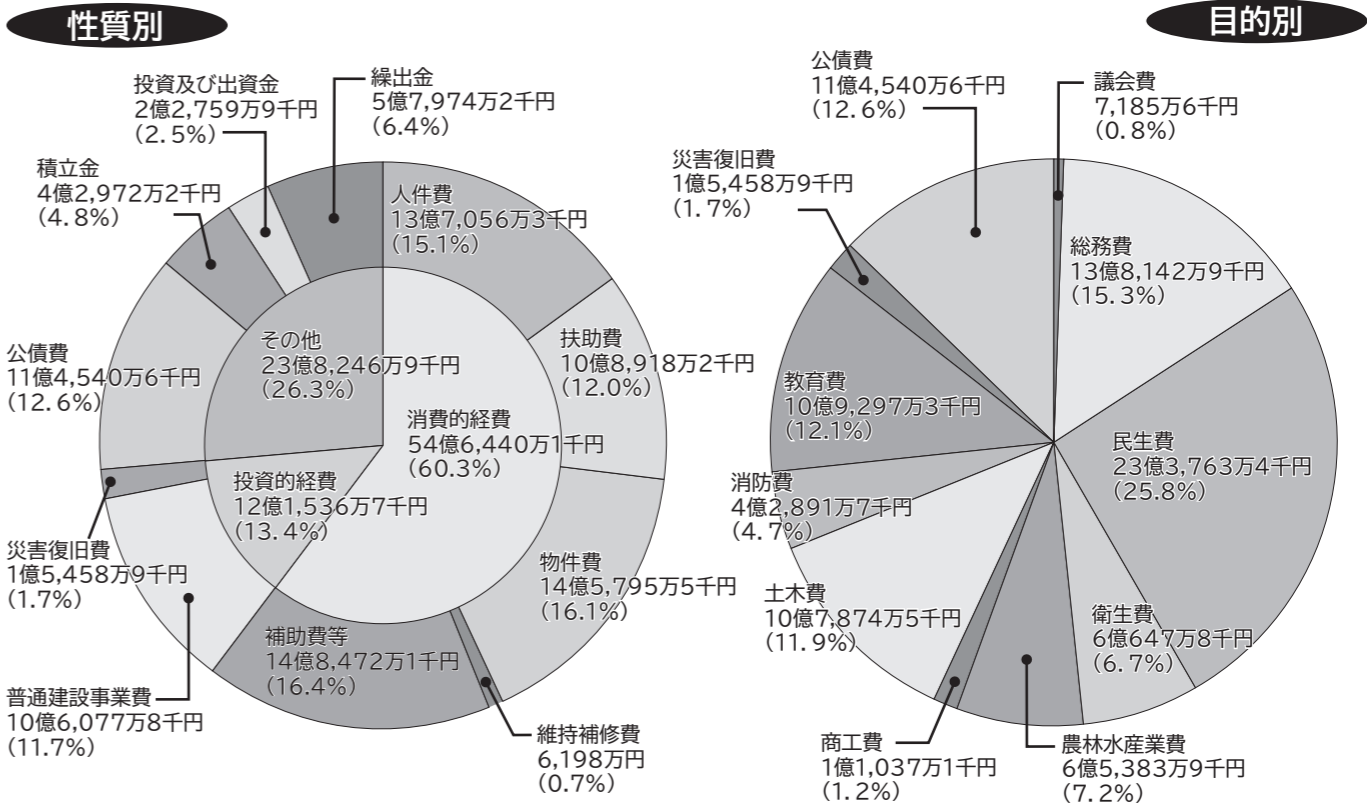 性質別
繰出金
5億7,974万2千円
(6.4%)
投資及び出資金
2億2,759万9千円
(2.5%)
積立金
4億2,972万2千円
(4.8%)
人件費
13億7,056万3千円
(15.1%)
その他
23億8,246万9千円
(26.3%)
扶助費
10億8,918万2千円
(12.0%)
公債費
11億4,540万6千円
(12.6%)
消費的経費
54億6,440万1千円
(60.3%)
投資的経費
12億1,536万7千円
(13.4%)
災害復旧費
1億5,458万9千円
(1.7%)
物件費
14億5,795万5千円
(16.1%)
補助費等
14億8,472万1千円
(16.4%)
普通建設事業費
10億6,077万8千円
(11.7%)
維持補修費
6,198万円
(0.7%)
目的別
公債費
11億4,540万6千円
(12.6%)
議会費
7,185万6千円
(0.8%)
災害復旧費
1億5,458万9千円
(1.7%)
総務費
13億8,142万9千円
(15.3%)
教育費
10億9,297万3千円
(12.1%)
民生費
23億3,763万4千円
(25.8%)
消防費
4億2,891万7千円
(4.7%)
土木費
10億7,874万5千円
(11.9%)
衛生費
6億647万8千円
(6.7%)
商工費
1億1,037万1千円
(1.2%)
農林水産業費
6億5,383万9千円
(7.2%)